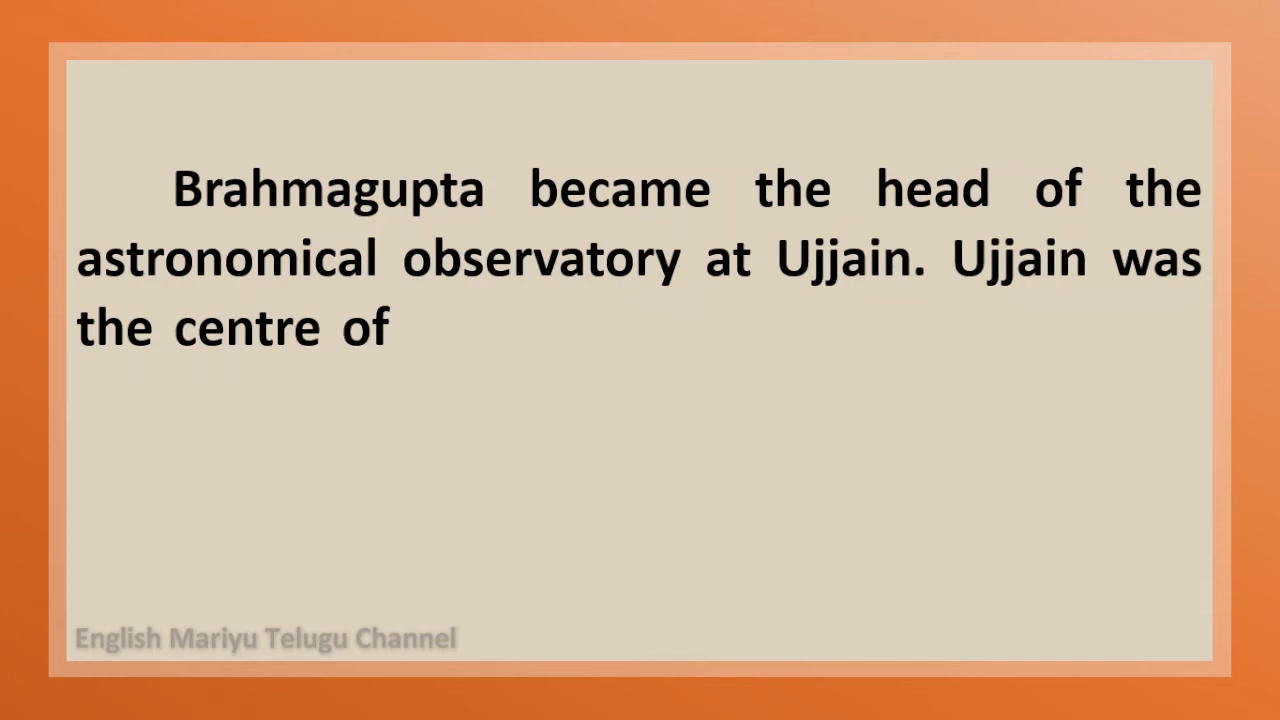 Brahmagupta became the head of the
astronomical observatory at Ujjain. Ujjain was
the centre of
English Mariyu Telugu Channel